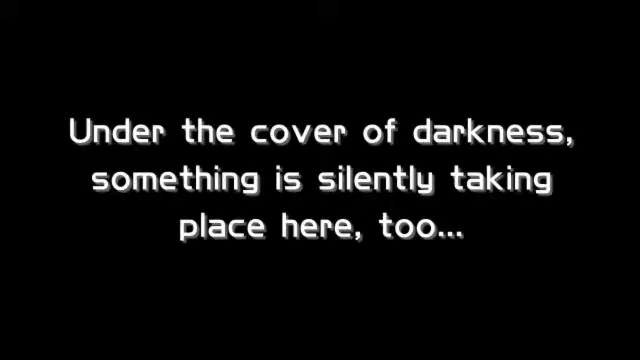 Under the cover of darkness,
something is silently taking
place here, too...